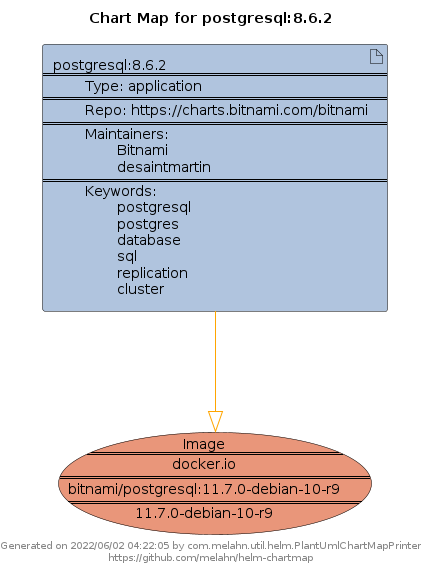 Chart Map for postgresql:8.6.2
postgresql:8.6.2
Type: application
Repo: https://charts.bitnami.com/bitnami
Maintainers:
Bitnami
desaintmartin
Keywords:
postgresql
postgres
database
sql
replication
cluster
Image
docker.io
bitnami/postgresql:11.7.0-debian-10-r9
11.7.0-debian-10-r9
Generated on 2022/06/02 04:22:05 by com.melahn.util.helm.PlantUmlChartMapPrinter
https://github.com/melahn/helm-chartmap